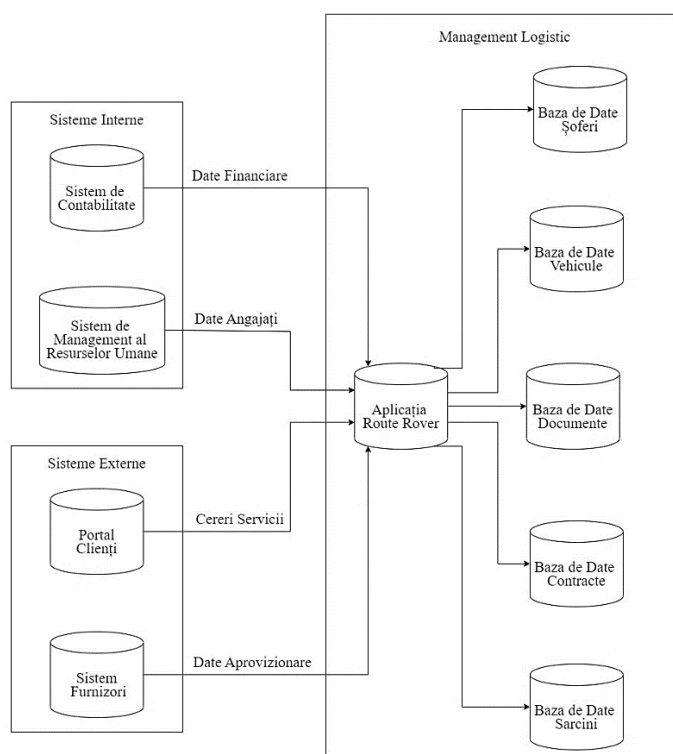 Management Logistic
Sisteme Interne
Sistem de
Contabilitate
Date Financiare
Sistem de
Management al
Resurselor Umane
Date Angajați
Sisteme Externe
Portal
Clienți
Cereri Servicii
Sistem
Furnizori
Date Aprovizionare
Aplicația
Route Rover
Baza de Date
Șoferi
Baza de Date
Vehicule
Baza de Date
Documente
Baza de Date
Contracte
Baza de Date
Sarcini